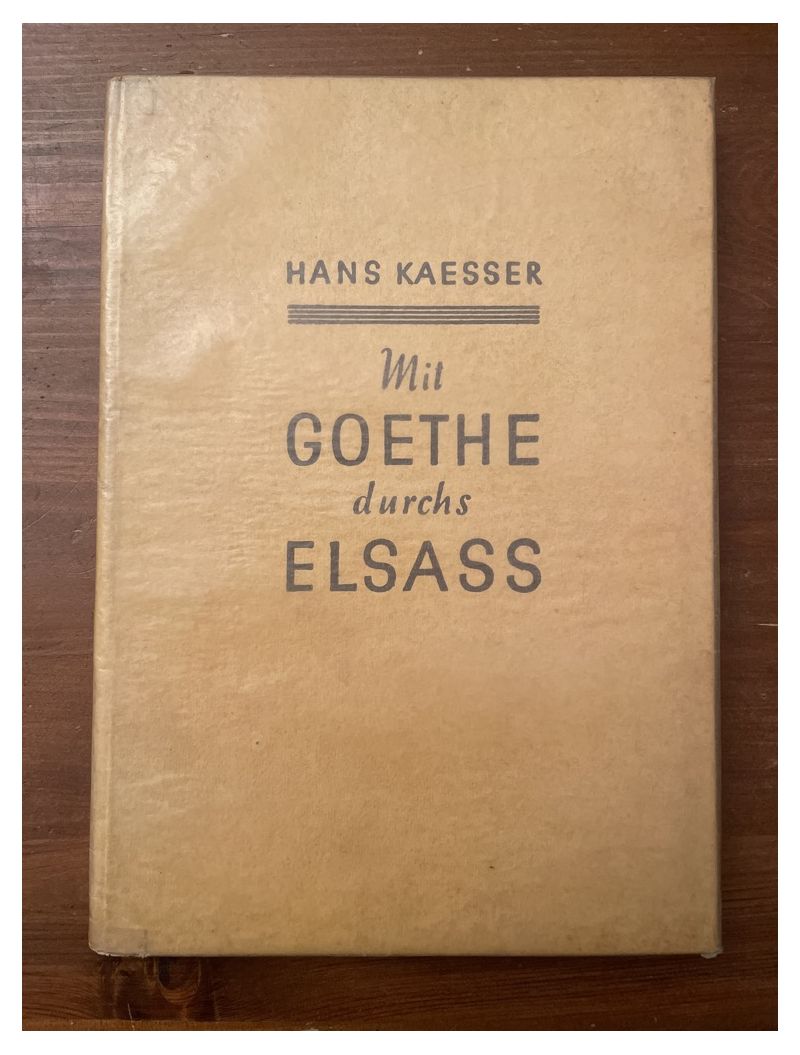 HANS KAESSER
Mit
GOETHE
durchs
ELSASS